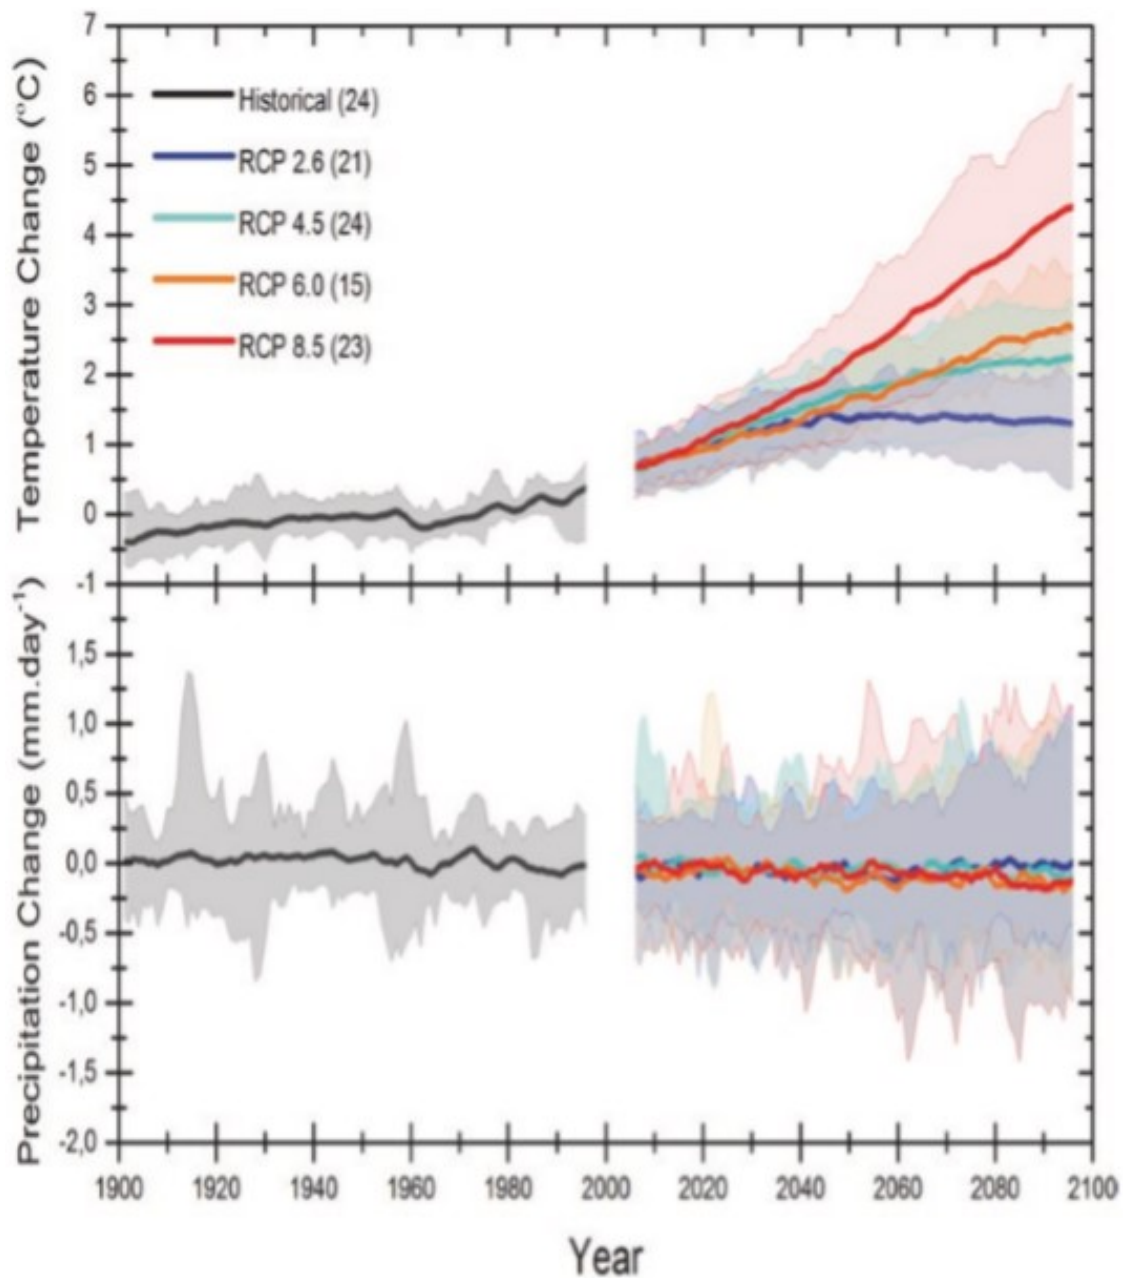 Temperature Change (°C)
7
6
5
4
3
2
1
0
-1
Historical (24)
RCP 2.6 (21)
RCP 4.5 (24)
RCP 6.0 (15)
RCP 8.5 (23)
Precipitation Change (mm.day⁻¹)
1,5
1,0
0,5
0,0
-0,5
-1,0
-1,5
-2,0
1900 1920 1940 1960 1980 2000 2020 2040 2060 2080 2100
Year